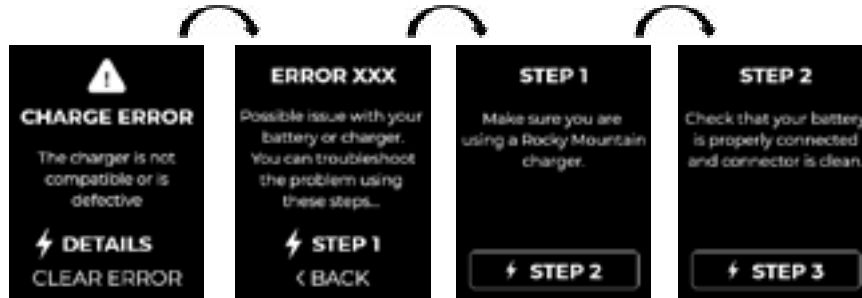 CHARGE ERROR
The charger is not
compatible or is
defective
DETAILS
CLEAR ERROR
ERROR XXX
Possible issue with your
battery or charger.
You can troubleshoot
the problem using
these steps...
STEP 1
< BACK
STEP 1
Make sure you are
using a Rocky Mountain
charger.
STEP 2
STEP 2
Check that your battery
is properly connected
and connector is clean.
STEP 3